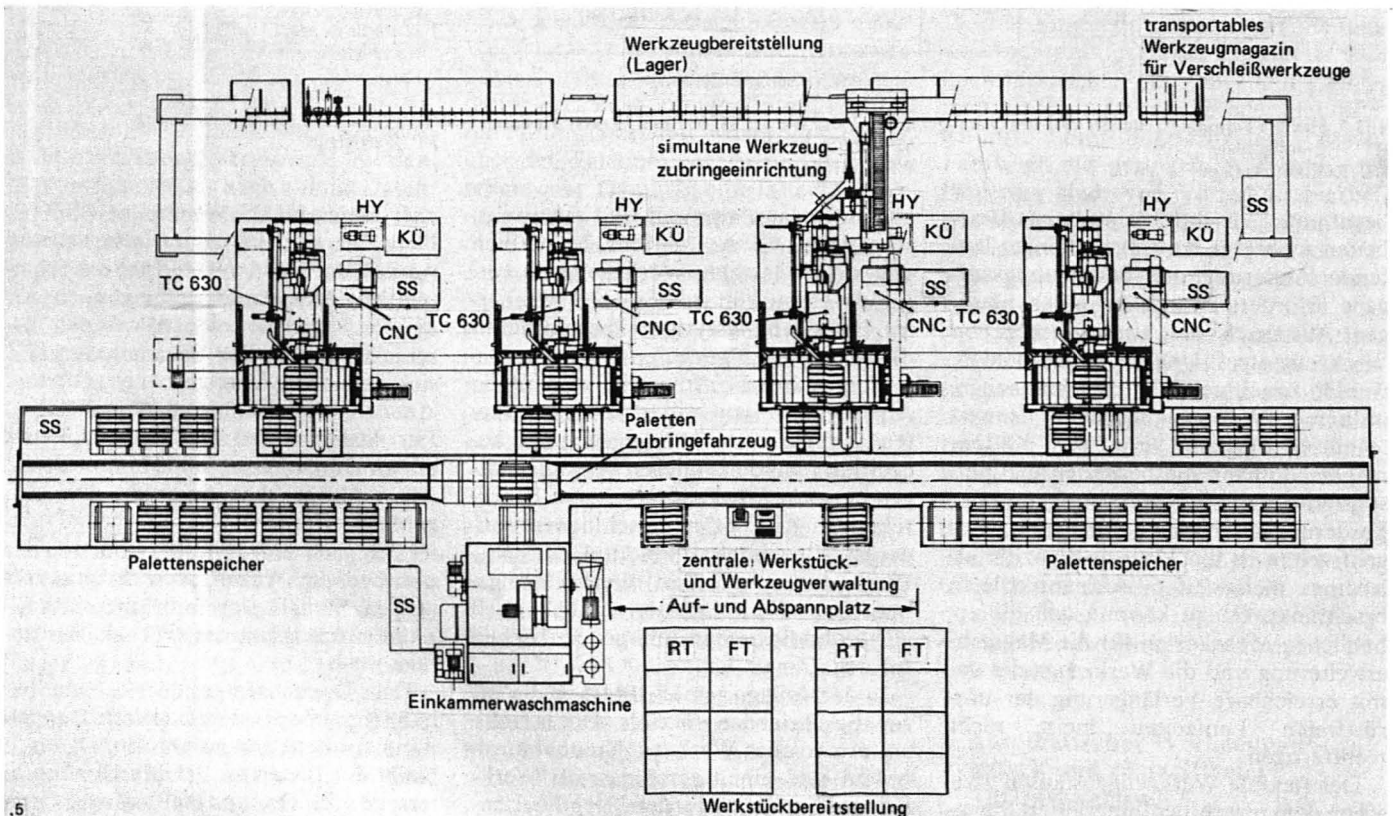 transportables
Werkzeugmagazin
für Verschleißwerkzeuge
Werkzeugbereitstellung
(Lager)
simultane Werkzeug-
zubringeeinrichtung
SS
HY
KÜ
SS
CNC
TC 630
HY
KÜ
SS
CNC
TC 630
HY
KÜ
SS
CNC
TC 630
HY
KÜ
SS
CNC
TC 630
SS
Paletten
Zubringefahrzeug
Palettenspeicher
zentrale Werkstück-
und Werkzeugverwaltung
Palettenspeicher
Auf- und Abspannplatz
SS
RT FT RT FT
Einkammerwaschmaschine
Werkstückbereitstellung
.5